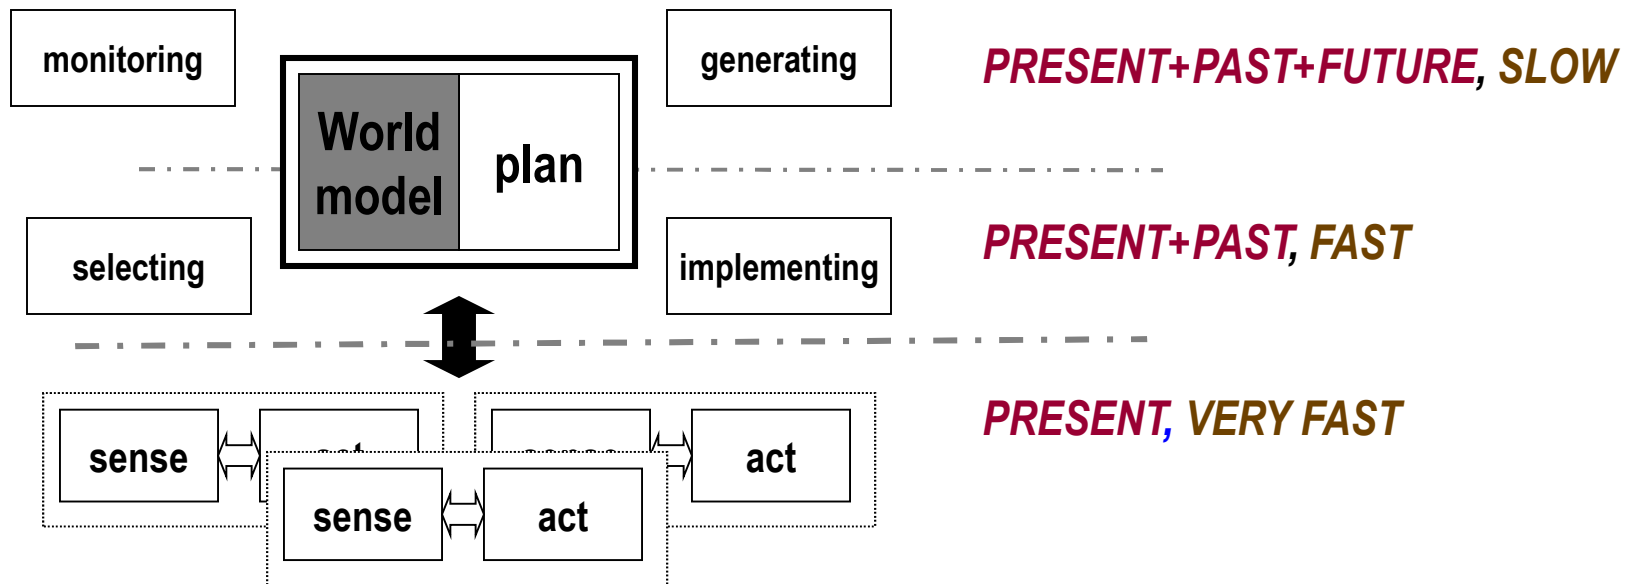 monitoring
generating
PRESENT+PAST+FUTURE, SLOW
World
model
plan
selecting
implementing
PRESENT+PAST, FAST
PRESENT, VERY FAST
sense
act
sense
act